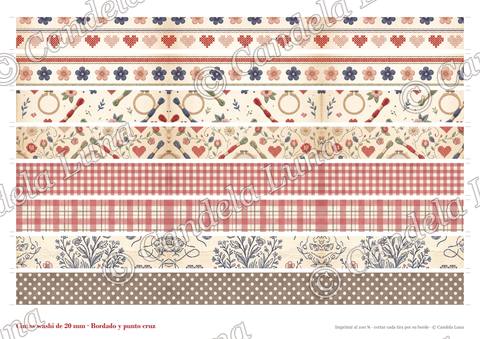 © Candela Luna
Cintas washi de 20 mm - Bordado y punto cruz
Imprimir al 100 % - cortar cada tira por su borde - © Candela Luna